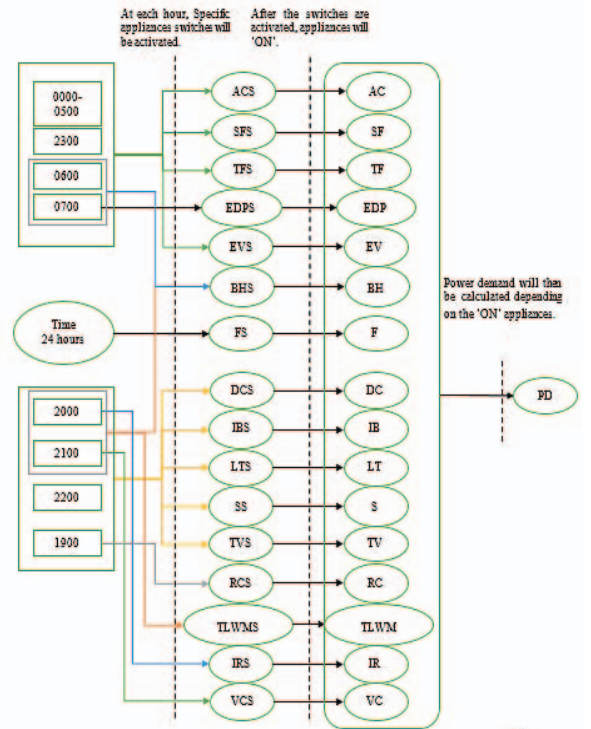 At each hour, Specific
appliances switches will
be activated.
After the switches are
activated, appliances will
'ON'.
0000-
0500
2300
0600
0700
Time
24 hours
2000
2100
2200
1900
ACS
AC
SFS
SF
TFS
TF
EDPS
EDP
EVS
EV
BHS
BH
FS
F
DCS
DC
IBS
IB
LTS
LT
SS
S
TVS
TV
RCS
RC
TLWMS
TLWM
IRS
IR
VCS
VC
Power demand will then
be calculated depending
on the 'ON' appliances.
PD